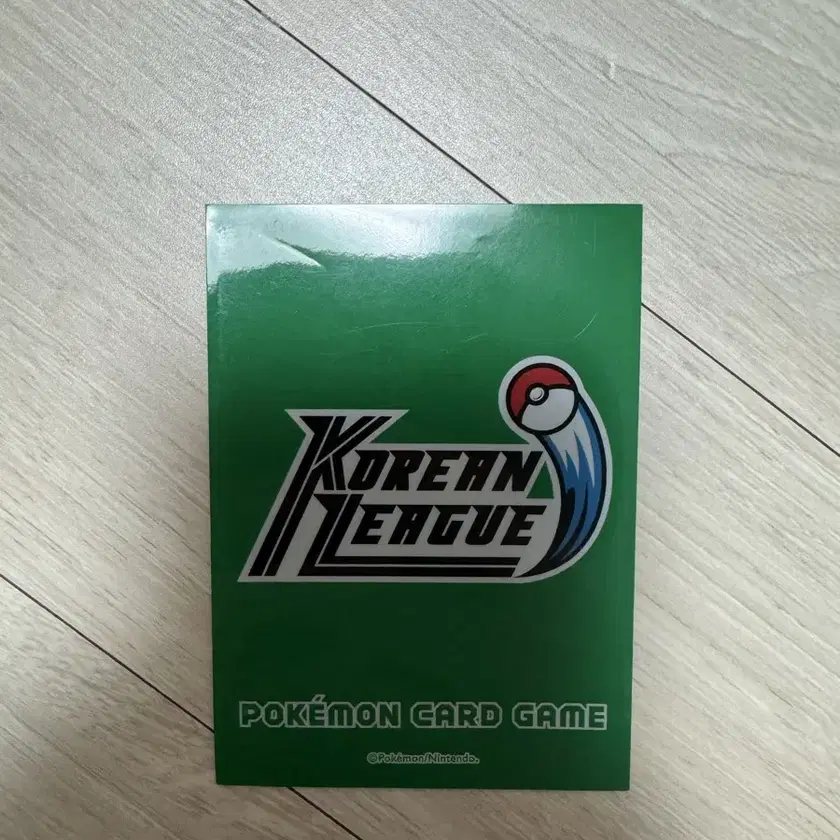 KOREAN
LEAGUE
POKÉMON CARD GAME
©Pokémon/Nintendo.